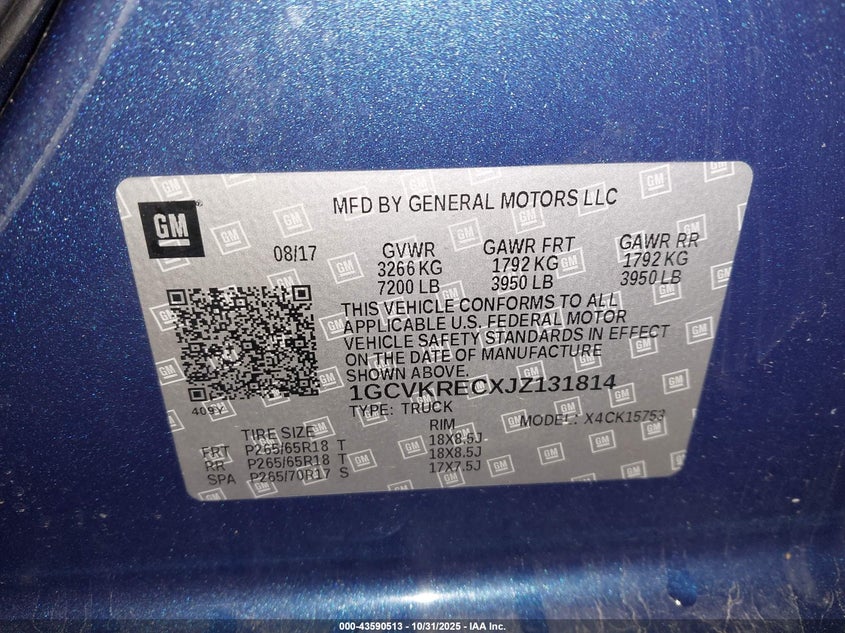 GM
MFD BY GENERAL MOTORS LLC
08/17
GVWR
3266 KG
7200 LB
GAWR FRT
1792 KG
3950 LB
GAWR RR
1792 KG
3950 LB
THIS VEHICLE CONFORMS TO ALL
APPLICABLE U.S. FEDERAL MOTOR
VEHICLE SAFETY STANDARDS IN EFFECT
ON THE DATE OF MANUFACTURE
SHOWN ABOVE.
1GCVKRECXJZ131814
TYPE: TRUCK
MODEL: X4CK15753
TIRE SIZE RIM
FRT P265/65R18 T 18X8.5J
RR P265/65R18 T 18X8.5J
SPA P265/70R17 S 17X7.5J
000-43590513 - 10/31/2025 - IAA Inc.